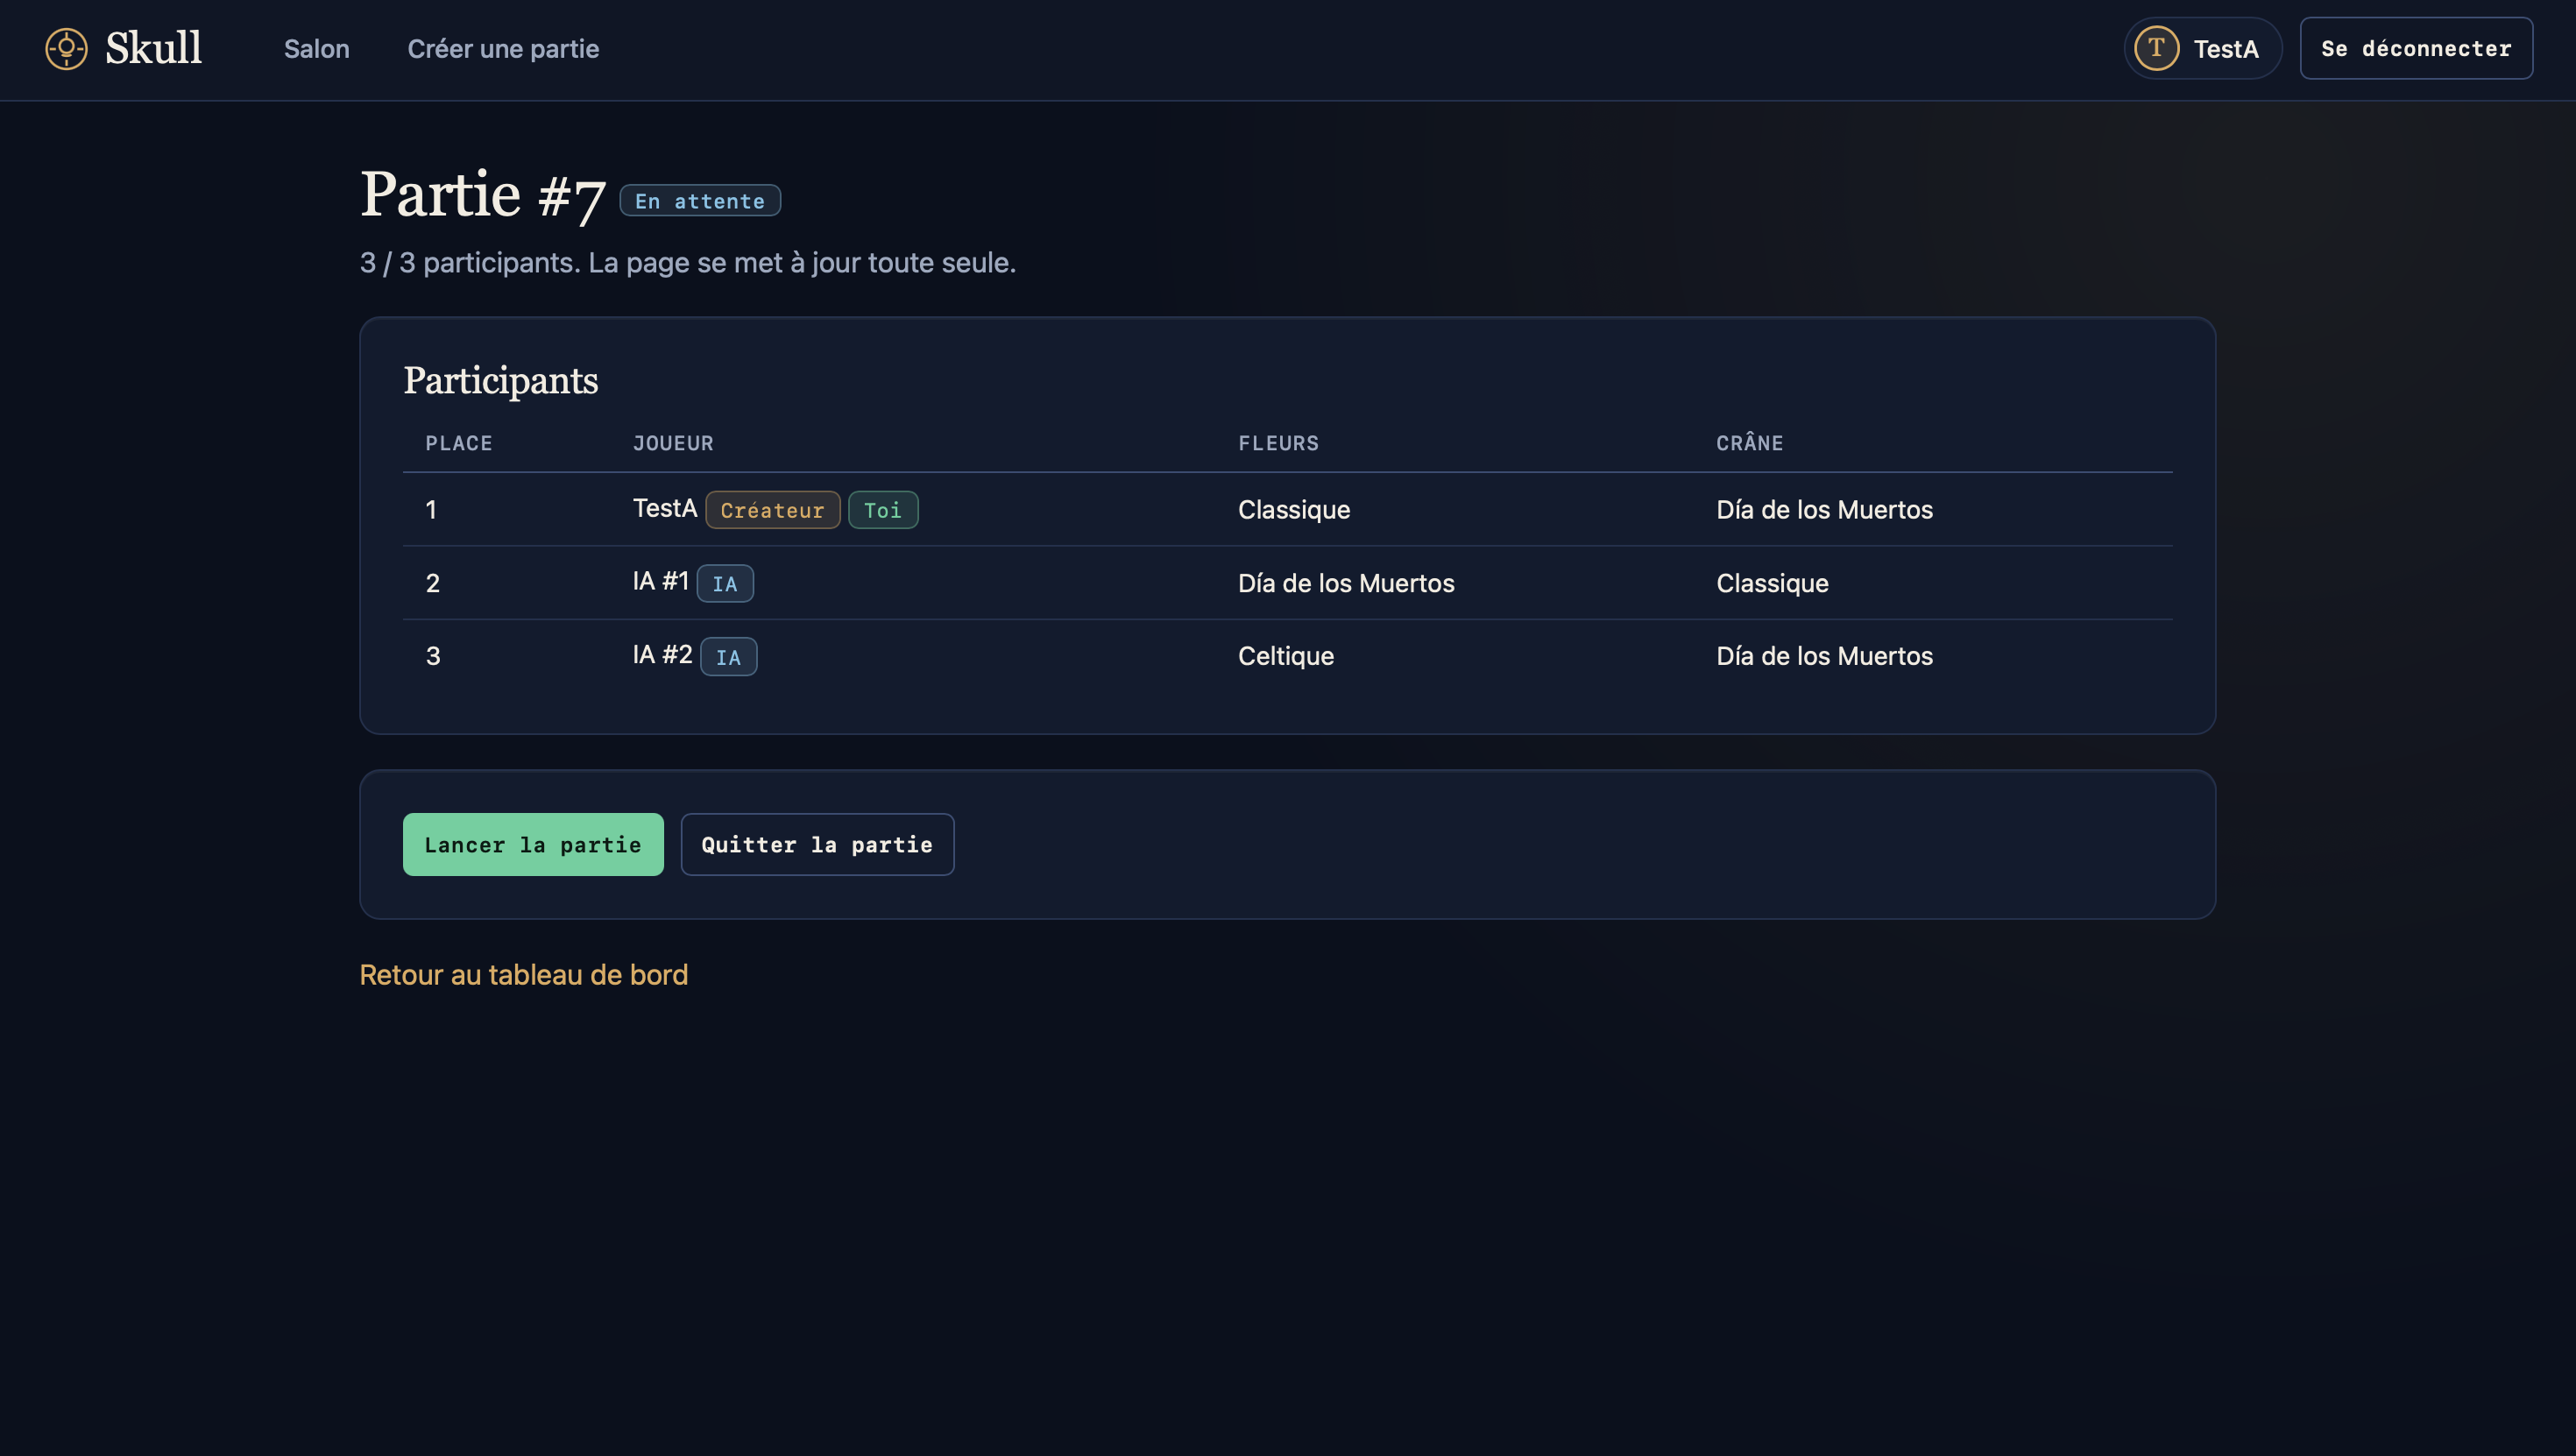 Skull Salon Créer une partie T TestA Se déconnecter
Partie #7 En attente
3 / 3 participants. La page se met à jour toute seule.
Participants
PLACE JOUEUR FLEURS CRÂNE
1 TestA Créateur Toi Classique Día de los Muertos
2 IA #1 IA Día de los Muertos Classique
3 IA #2 IA Celtique Día de los Muertos
Lancer la partie Quitter la partie
Retour au tableau de bord